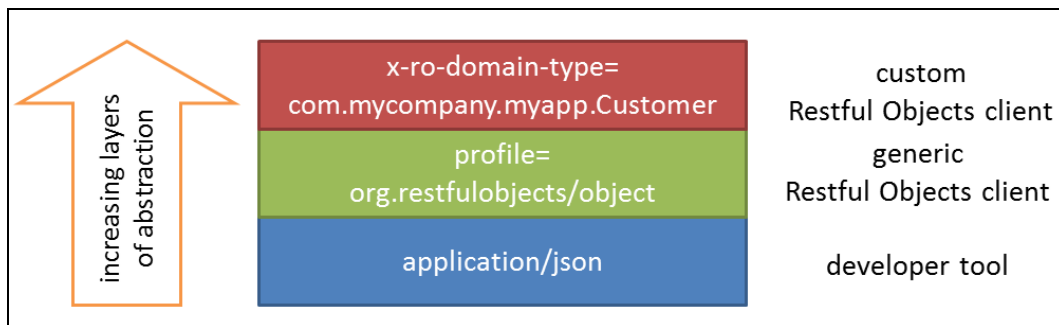 increasing layers
of abstraction
x-ro-domain-type=
com.mycompany.myapp.Customer
custom
Restful Objects client
profile=
org.restfulobjects/object
generic
Restful Objects client
application/json
developer tool